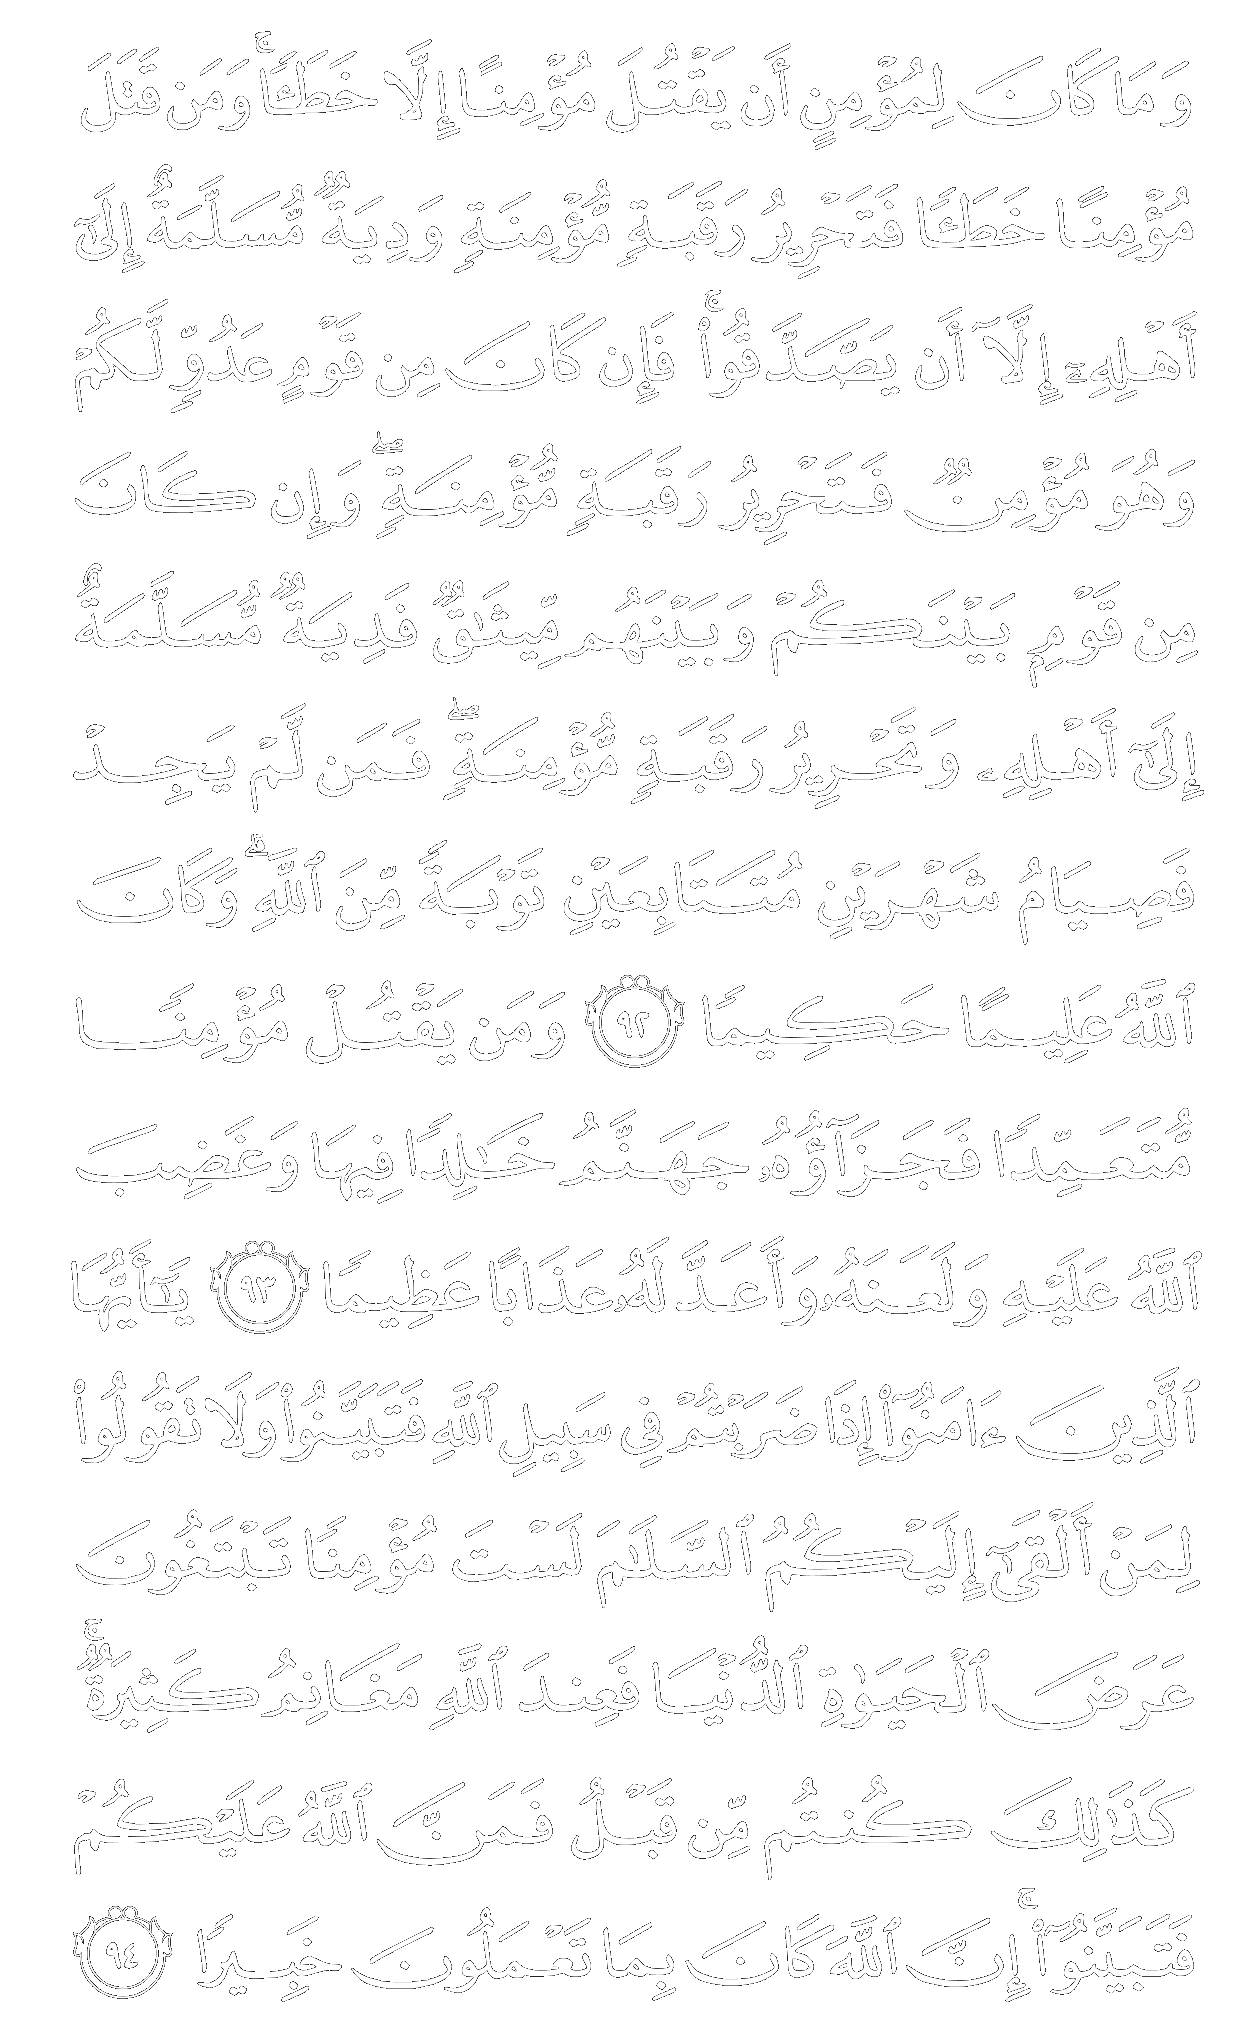 وَمَا كَانَ لِمُؤْمِنٍ أَن يَقْتُلَ مُؤْمِنًا إِلَّا خَطَـًٔا ۚ وَمَن قَتَلَ
مُؤْمِنًا خَطَـًٔا فَتَحْرِيرُ رَقَبَةٍ مُّؤْمِنَةٍ وَدِيَةٌ مُّسَلَّمَةٌ إِلَىٰٓ
أَهْلِهِۦٓ إِلَّآ أَن يَصَّدَّقُوا۟ ۚ فَإِن كَانَ مِن قَوْمٍ عَدُوٍّ لَّكُمْ
وَهُوَ مُؤْمِنٌ فَتَحْرِيرُ رَقَبَةٍ مُّؤْمِنَةٍ ۖ وَإِن كَانَ
مِن قَوْمٍۭ بَيْنَكُمْ وَبَيْنَهُم مِّيثَـٰقٌ فَدِيَةٌ مُّسَلَّمَةٌ
إِلَىٰٓ أَهْلِهِۦ وَتَحْرِيرُ رَقَبَةٍ مُّؤْمِنَةٍ ۖ فَمَن لَّمْ يَجِدْ
فَصِيَامُ شَهْرَيْنِ مُتَتَابِعَيْنِ تَوْبَةً مِّنَ ٱللَّهِ ۗ وَكَانَ
ٱللَّهُ عَلِيمًا حَكِيمًا ٩٢ وَمَن يَقْتُلْ مُؤْمِنًا
مُّتَعَمِّدًا فَجَزَآؤُهُۥ جَهَنَّمُ خَـٰلِدًا فِيهَا وَغَضِبَ
ٱللَّهُ عَلَيْهِ وَلَعَنَهُۥ وَأَعَدَّ لَهُۥ عَذَابًا عَظِيمًا ٩٣ يَـٰٓأَيُّهَا
ٱلَّذِينَ ءَامَنُوٓا۟ إِذَا ضَرَبْتُمْ فِى سَبِيلِ ٱللَّهِ فَتَبَيَّنُوا۟ وَلَا تَقُولُوا۟
لِمَنْ أَلْقَىٰٓ إِلَيْكُمُ ٱلسَّلَـٰمَ لَسْتَ مُؤْمِنًا تَبْتَغُونَ
عَرَضَ ٱلْحَيَوٰةِ ٱلدُّنْيَا فَعِندَ ٱللَّهِ مَغَانِمُ كَثِيرَةٌ ۚ
كَذَٰلِكَ كُنتُم مِّن قَبْلُ فَمَنَّ ٱللَّهُ عَلَيْكُمْ
فَتَبَيَّنُوٓا۟ ۚ إِنَّ ٱللَّهَ كَانَ بِمَا تَعْمَلُونَ خَبِيرًا ٩٤